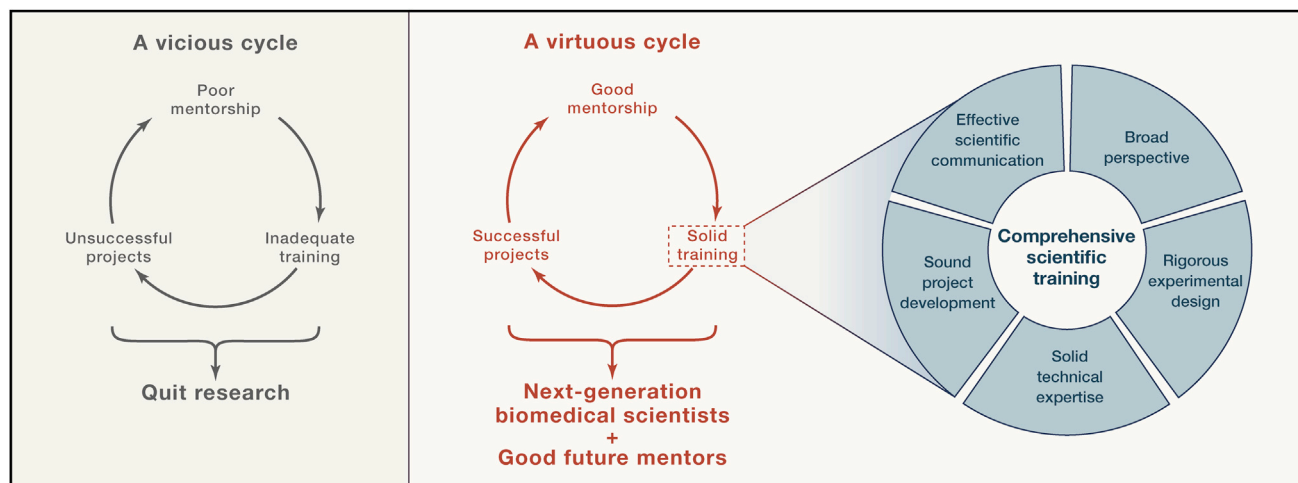 A vicious cycle
Poor
mentorship
Unsuccessful
projects
Inadequate
training
Quit research
A virtuous cycle
Good
mentorship
Successful
projects
Solid
training
Next-generation
biomedical scientists
+
Good future mentors
Effective
scientific
communication
Broad
perspective
Sound
project
development
Comprehensive
scientific
training
Rigorous
experimental
design
Solid
technical
expertise